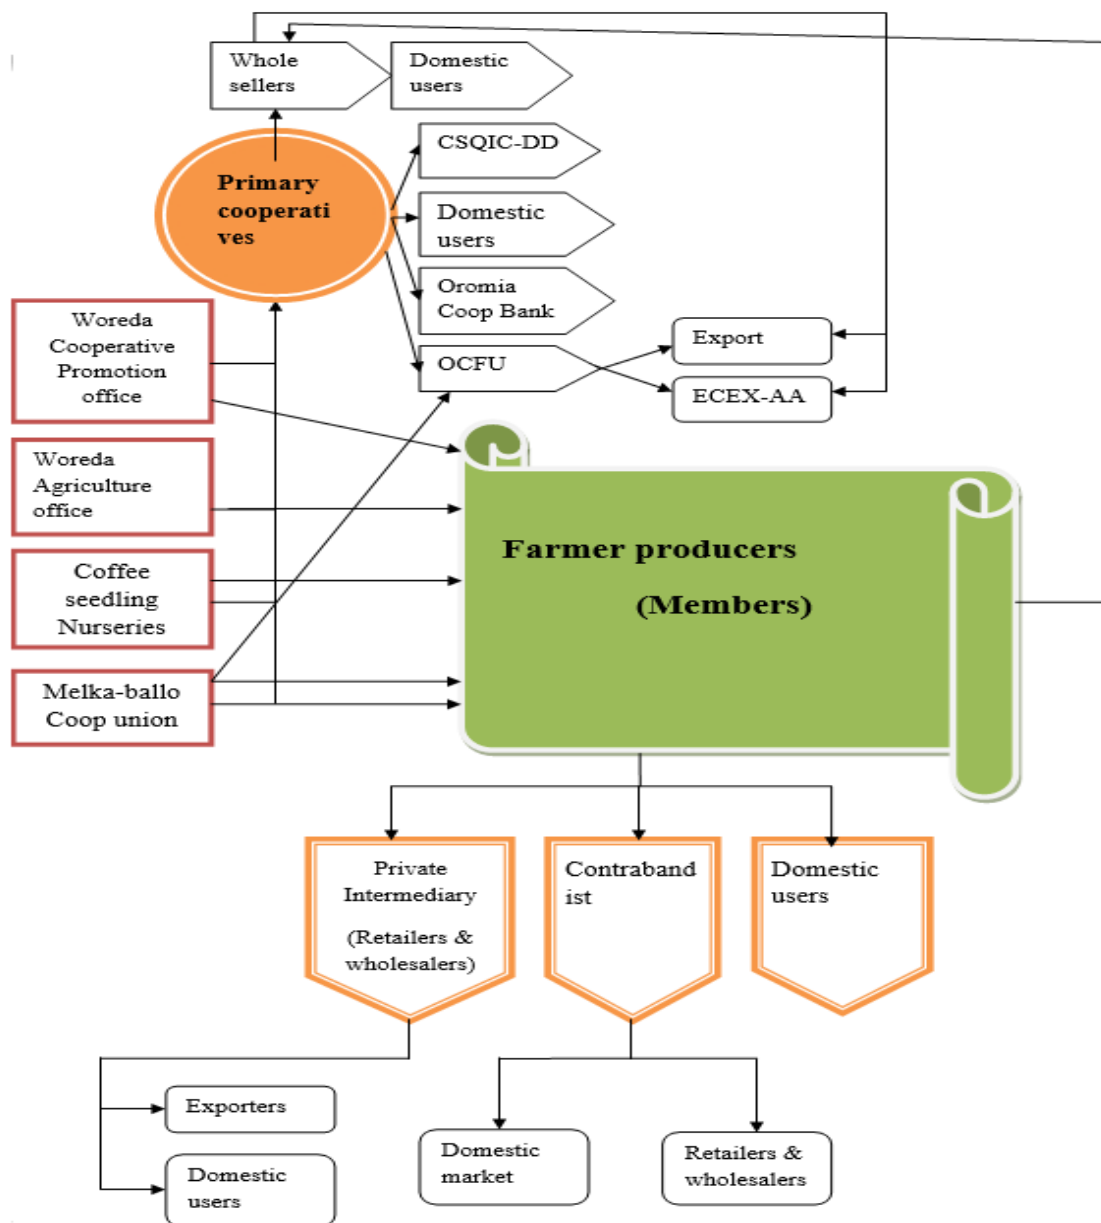 Whole
sellers
Domestic
users
CSQIC-DD
Primary
cooperati
ves
Domestic
users
Oromia
Coop Bank
Woreda
Cooperative
Promotion
office
OCFU
Export
ECEX-AA
Woreda
Agriculture
office
Farmer producers
(Members)
Coffee
seedling
Nurseries
Melka-ballo
Coop union
Private
Intermediary
(Retailers &
wholesalers)
Contraband
ist
Domestic
users
Exporters
Domestic
users
Domestic
market
Retailers &
wholesalers